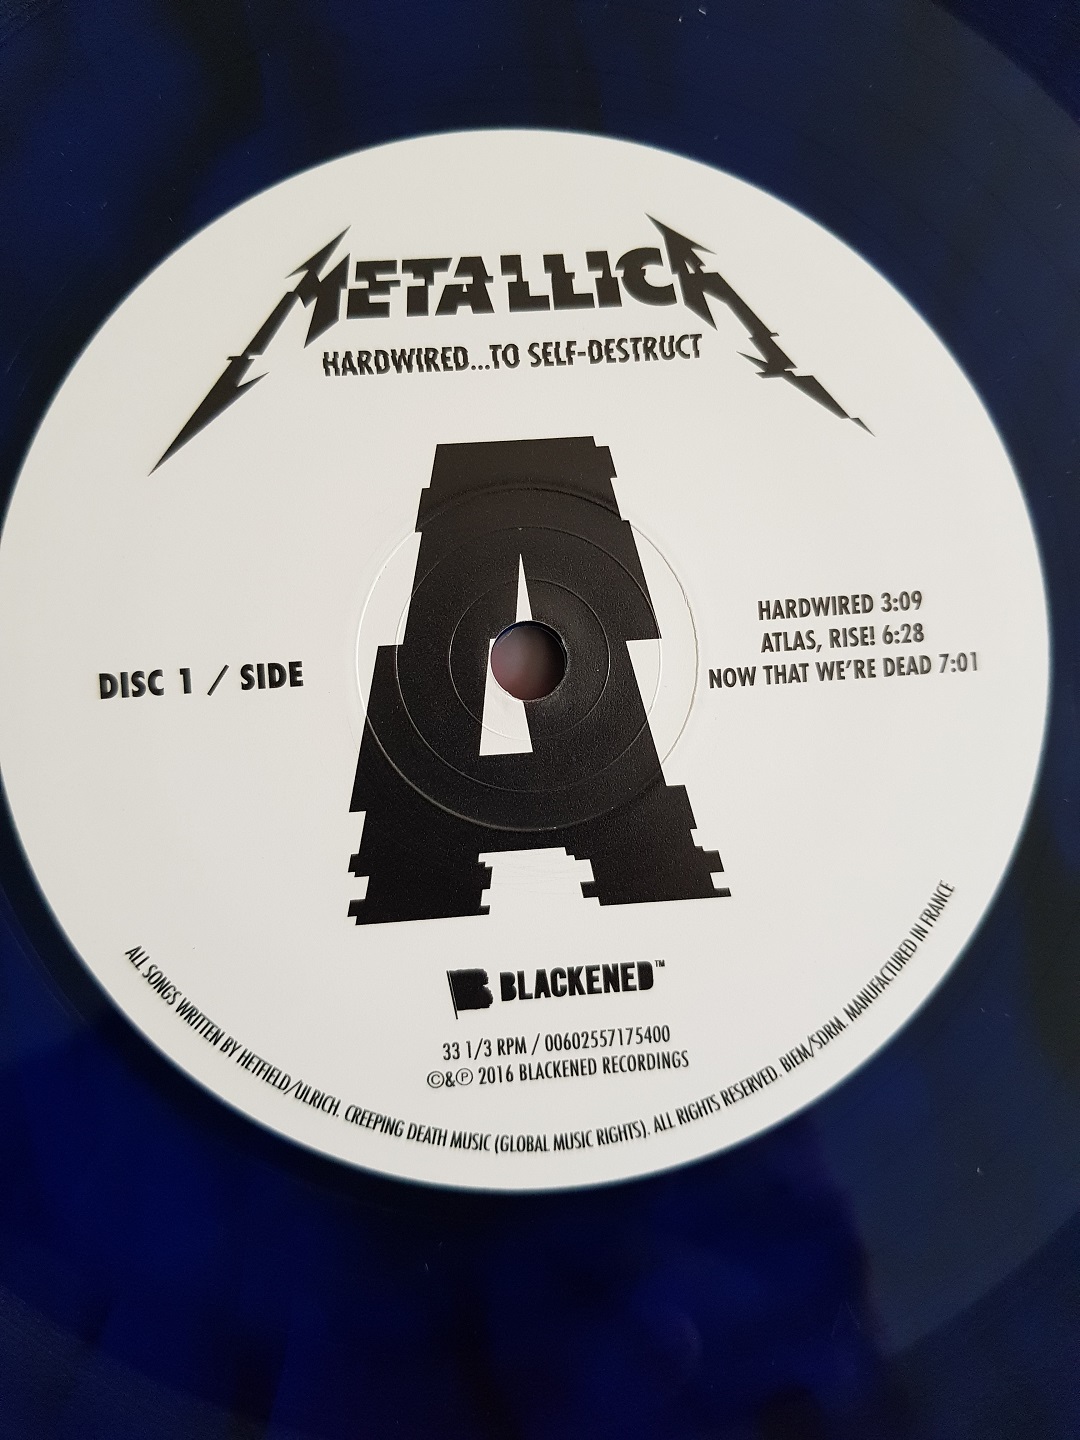 METALLICA
HARDWIRED...TO SELF-DESTRUCT
DISC 1 / SIDE
A
HARDWIRED 3:09
ATLAS, RISE! 6:28
NOW THAT WE'RE DEAD 7:01
B BLACKENED™
33 1/3 RPM / 00602557175400
©&℗ 2016 BLACKENED RECORDINGS
ALL SONGS WRITTEN BY HETFIELD/ULRICH. CREEPING DEATH MUSIC (GLOBAL MUSIC RIGHTS). ALL RIGHTS RESERVED. BIEM/SDRM. MANUFACTURED IN FRANCE